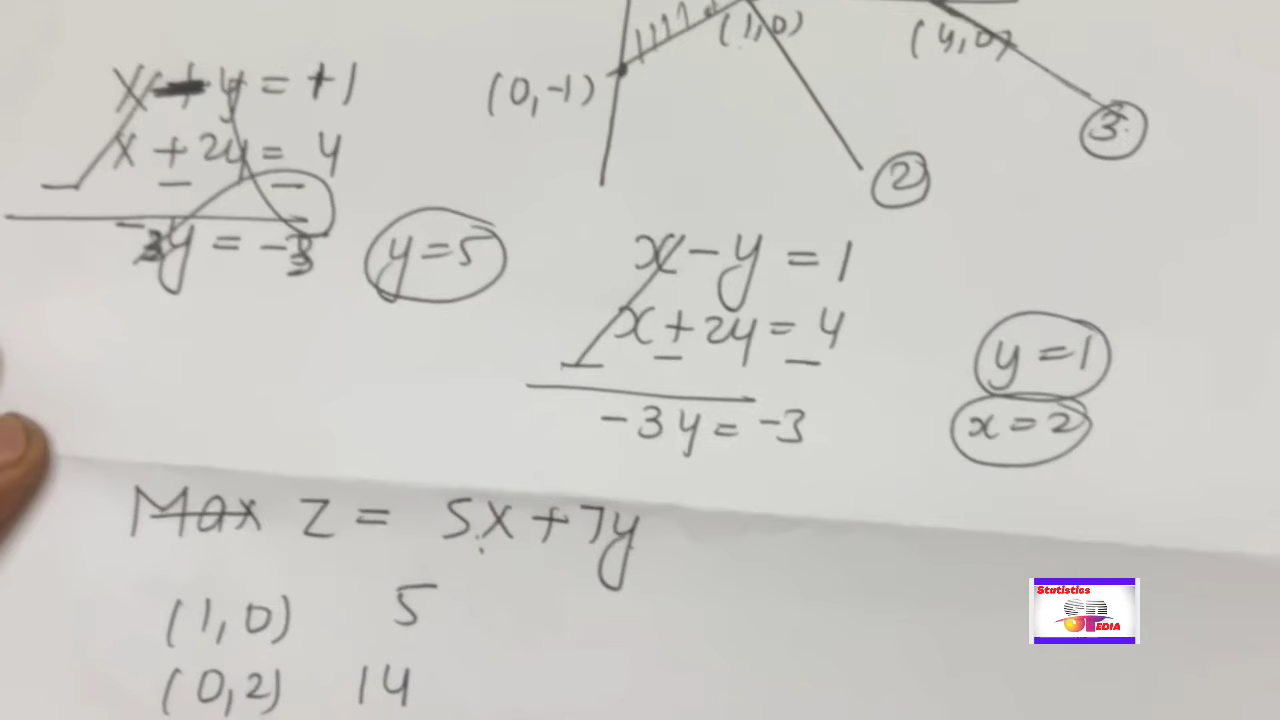 (1,0)
(4,0)
(0,-1)
3
2
x + y = +1
x + 2y = 4
-3y = -3
y = 5
x - y = 1
x + 2y = 4
-3y = -3
y = 1
x = 2
Max Z = 5x + 7y
(1,0) 5
(0,2) 14
Statistics
PEDIA